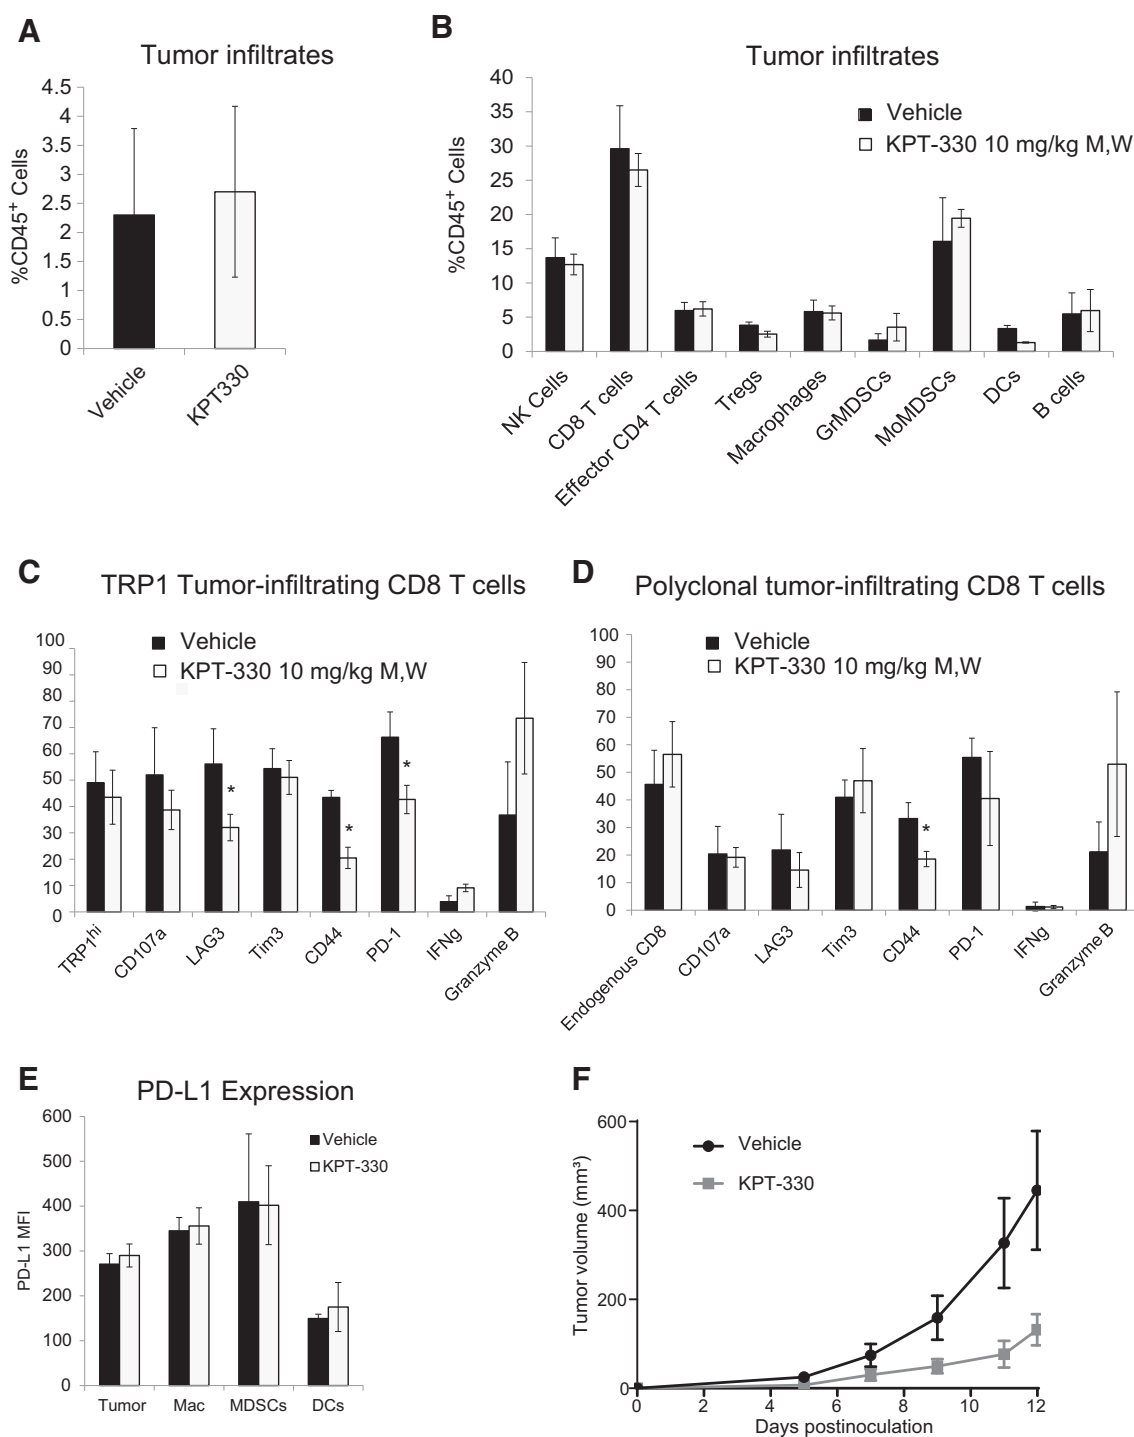 A
Tumor infiltrates
%CD45+ Cells
4.5
4
3.5
3
2.5
2
1.5
1
0.5
0
Vehicle
KPT330
B
Tumor infiltrates
%CD45+ Cells
40
35
30
25
20
15
10
5
0
Vehicle
KPT-330 10 mg/kg M,W
NK Cells
CD8 T cells
Effector CD4 T cells
Tregs
Macrophages
GrMDSCs
MoMDSCs
DCs
B cells
C
TRP1 Tumor-infiltrating CD8 T cells
100
90
80
70
60
50
40
30
20
10
0
Vehicle
KPT-330 10 mg/kg M,W
*
*
*
TRP1hi
CD107a
LAG3
Tim3
CD44
PD-1
IFNg
Granzyme B
D
Polyclonal tumor-infiltrating CD8 T cells
100
90
80
70
60
50
40
30
20
10
0
Vehicle
KPT-330 10 mg/kg M,W
*
Endogenous CD8
CD107a
LAG3
Tim3
CD44
PD-1
IFNg
Granzyme B
E
PD-L1 Expression
PD-L1 MFI
600
500
400
300
200
100
0
Vehicle
KPT-330
Tumor
Mac
MDSCs
DCs
F
Tumor volume (mm³)
600
400
200
0
Vehicle
KPT-330
0
2
4
6
8
10
12
Days postinoculation